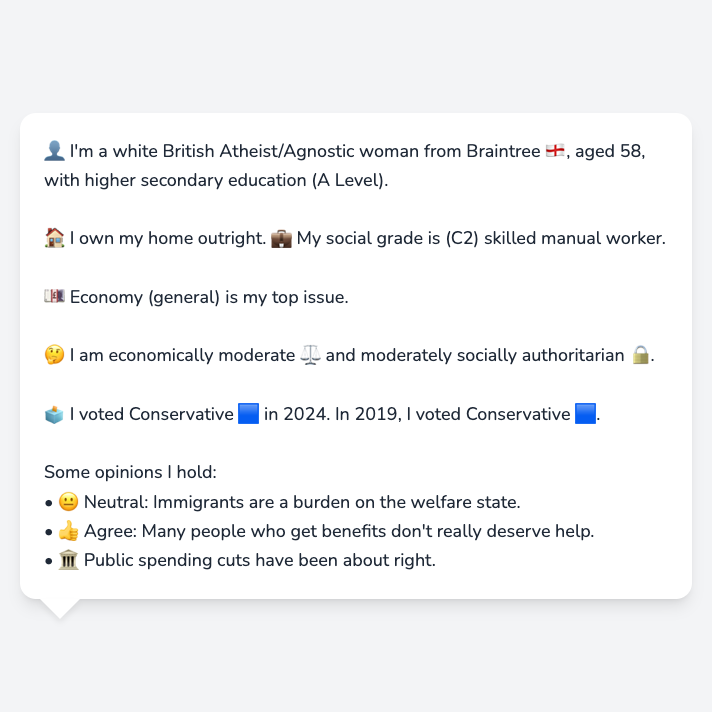 👤 I'm a white British Atheist/Agnostic woman from Braintree 🏴󠁧󠁢󠁥󠁮󠁧󠁿, aged 58,
with higher secondary education (A Level).
🏠 I own my home outright. 💼 My social grade is (C2) skilled manual worker.
💷 Economy (general) is my top issue.
🤔 I am economically moderate ⚖️ and moderately socially authoritarian 🔒.
🗳️ I voted Conservative 🟦 in 2024. In 2019, I voted Conservative 🟦.
Some opinions I hold:
• 😐 Neutral: Immigrants are a burden on the welfare state.
• 👍 Agree: Many people who get benefits don't really deserve help.
• 🏛️ Public spending cuts have been about right.